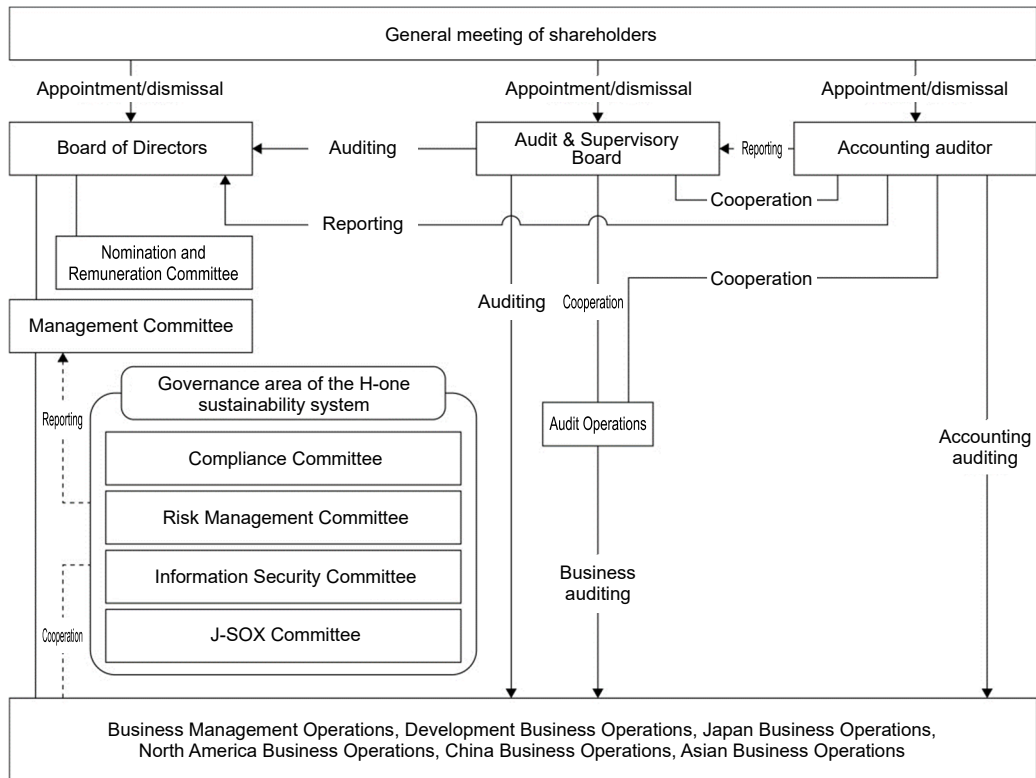 General meeting of shareholders
Appointment/dismissal
Appointment/dismissal
Appointment/dismissal
Board of Directors
Auditing
Audit & Supervisory
Board
Reporting
Accounting auditor
Cooperation
Reporting
Nomination and
Remuneration Committee
Cooperation
Auditing
Cooperation
Management Committee
Governance area of the H-one
sustainability system
Reporting
Audit Operations
Accounting
auditing
Compliance Committee
Risk Management Committee
Information Security Committee
Business
auditing
J-SOX Committee
Cooperation
Business Management Operations, Development Business Operations, Japan Business Operations,
North America Business Operations, China Business Operations, Asian Business Operations